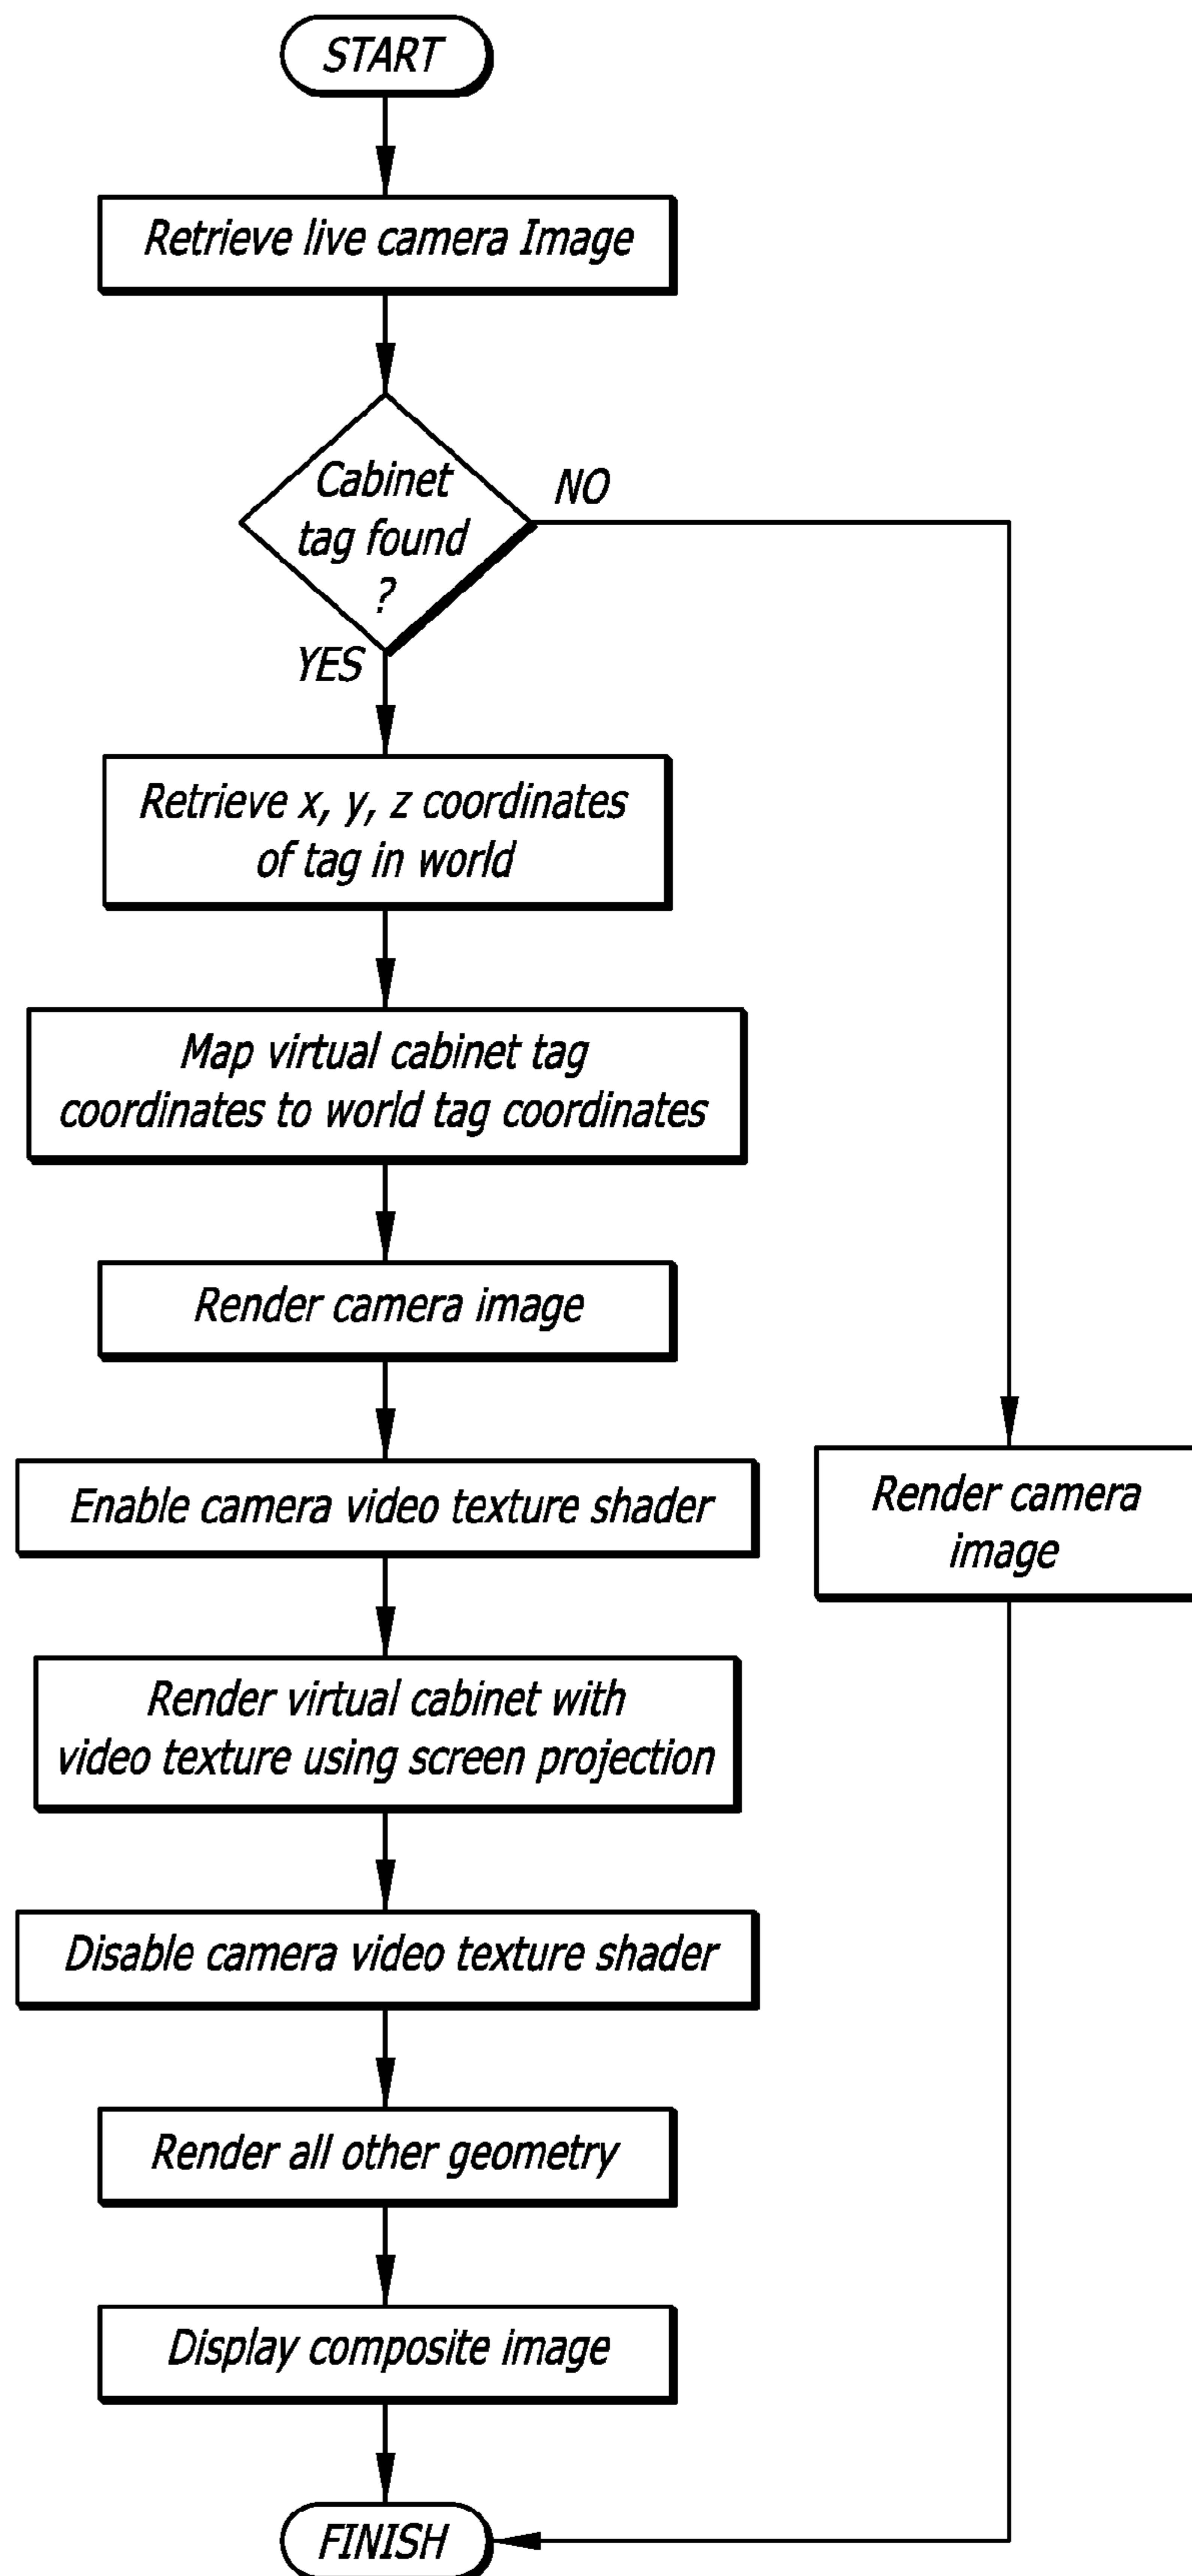 START
Retrieve live camera Image
Cabinet
tag found
?
NO
YES
Retrieve x, y, z coordinates
of tag in world
Map virtual cabinet tag
coordinates to world tag coordinates
Render camera image
Enable camera video texture shader
Render camera
image
Render virtual cabinet with
video texture using screen projection
Disable camera video texture shader
Render all other geometry
Display composite image
FINISH